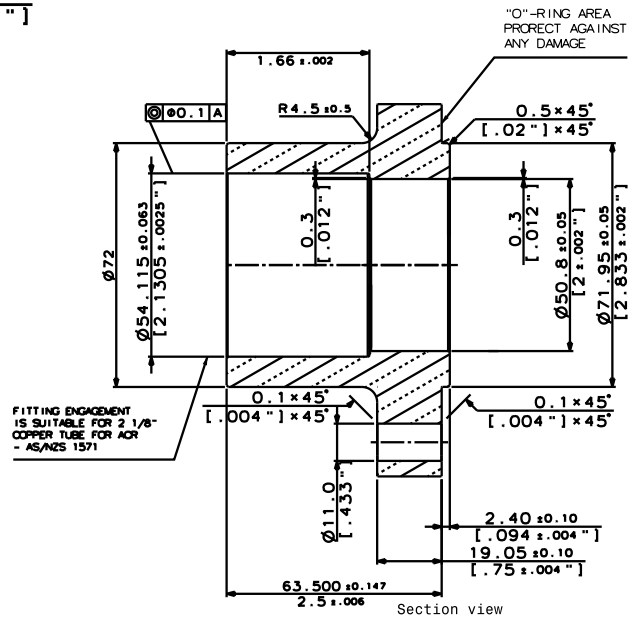 "]
"O"-RING AREA
PRORECT AGAINST
ANY DAMAGE
1.66 ±.002
⌀0.1 A
R4.5 ±0.5
0.5×45°
[.02"]×45°
Ø72
Ø54.115 ±0.063
[2.1305 ±.0025"]
0.3
[.012"]
0.3
[.012"]
Ø50.8 ±0.05
[2 ±.002"]
Ø71.95 ±0.05
[2.833 ±.002"]
FITTING ENGAGEMENT
IS SUITABLE FOR 2 1/8"
COPPER TUBE FOR ACR
- AS/NZS 1571
0.1×45°
[.004"]×45°
0.1×45°
[.004"]×45°
Ø11.0
[.433"]
2.40 ±0.10
[.094 ±.004"]
19.05 ±0.10
[.75 ±.004"]
63.500 ±0.147
2.5 ±.006
Section view